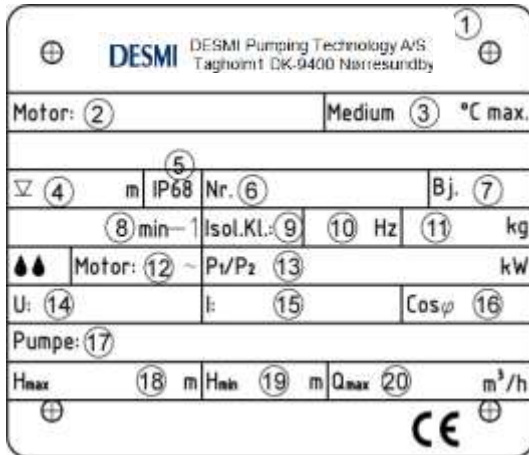 ①
DESMI DESMI Pumping Technology A/S
Tagholm1 DK-9400 Nørresundby
Motor: ② Medium ③ °C max.
⑤
▽ ④ m IP68 Nr. ⑥ Bj. ⑦
⑧ min-1 Isol.Kl.: ⑨ ⑩ Hz ⑪ kg
Motor: ⑫ ~ P1/P2 ⑬ kW
U: ⑭ I: ⑮ Cosφ ⑯
Pumpe: ⑰
Hmax ⑱ m Hmin ⑲ m Qmax ⑳ m³/h
CE